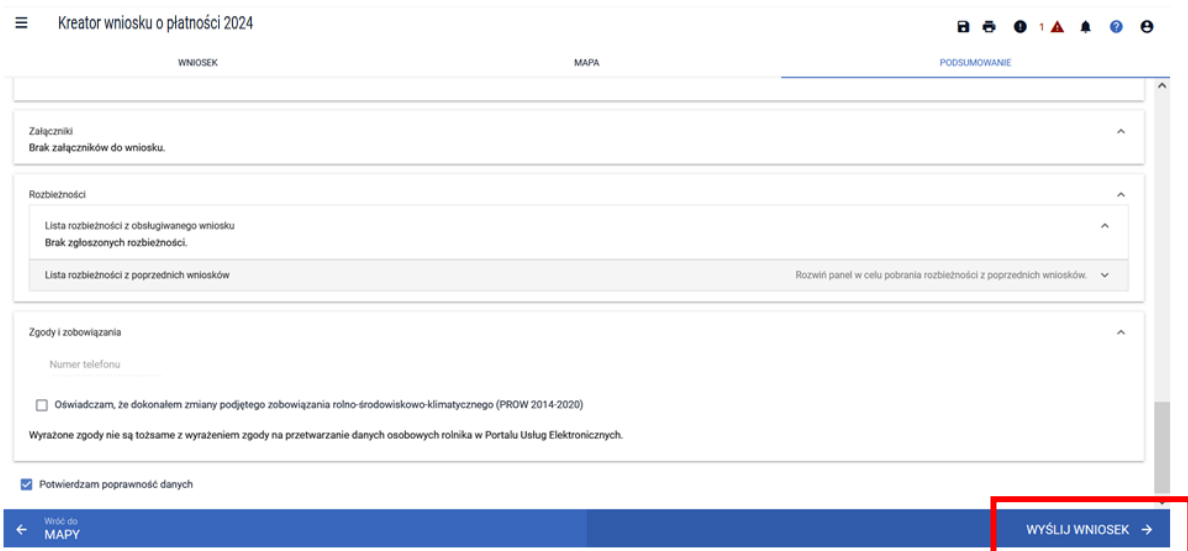 Kreator wniosku o płatności 2024
1
WNIOSEK
MAPA
PODSUMOWANIE
Załączniki
Brak załączników do wniosku.
Rozbieżności
Lista rozbieżności z obsługiwanego wniosku
Brak zgłoszonych rozbieżności.
Lista rozbieżności z poprzednich wniosków
Rozwiń panel w celu pobrania rozbieżności z poprzednich wniosków.
Zgody i zobowiązania
Numer telefonu
Oświadczam, że dokonałem zmiany podjętego zobowiązania rolno-środowiskowo-klimatycznego (PROW 2014-2020)
Wyrażone zgody nie są tożsame z wyrażeniem zgody na przetwarzanie danych osobowych rolnika w Portalu Usług Elektronicznych.
Potwierdzam poprawność danych
Wróć do
MAPY
WYŚLIJ WNIOSEK